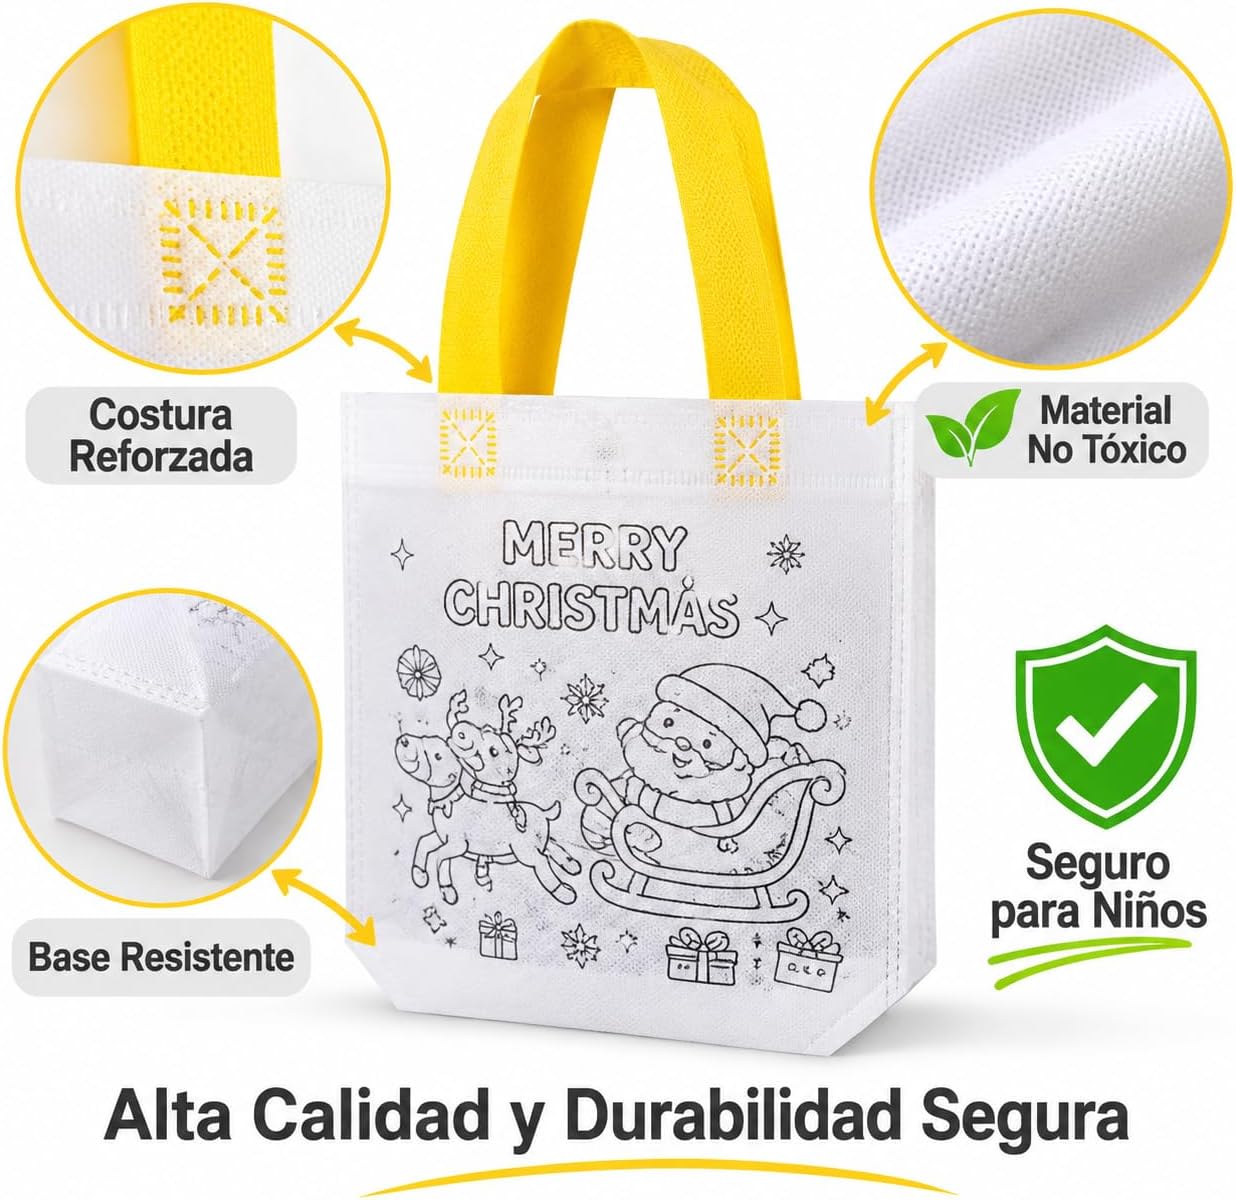 Costura
Reforzada
Material
No Tóxico
MERRY
CHRISTMAS
Seguro
para Niños
Base Resistente
Alta Calidad y Durabilidad Segura